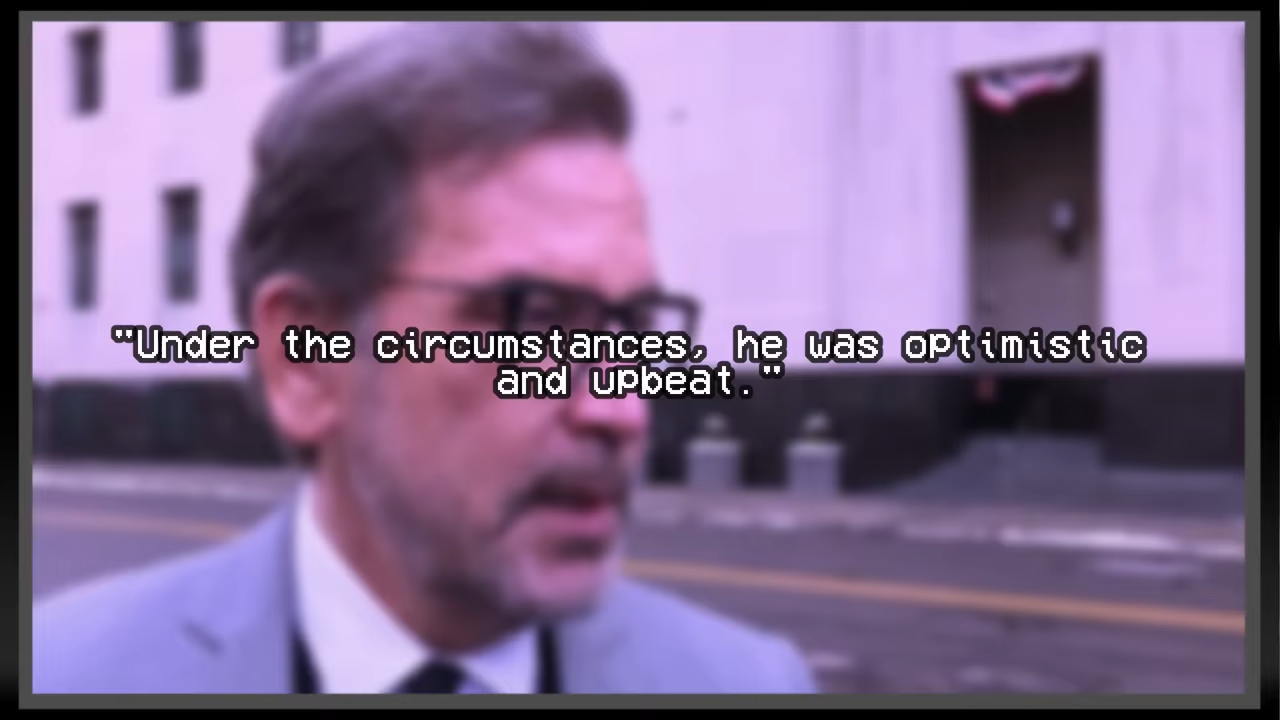 "Under the circumstances, he was optimistic
and upbeat."